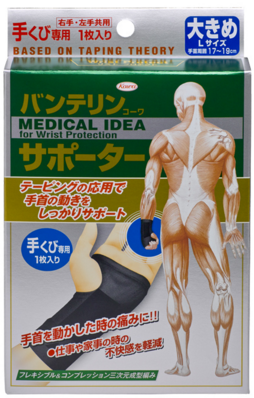 手くび専用 右手・左手共用 1枚入り
大きめ
Lサイズ
手首周囲 17~19cm
BASED ON TAPING THEORY
Kowa
バンテリンコーワ
MEDICAL IDEA
for Wrist Protection
サポーター
テーピングの応用で
手首の動きを
しっかりサポート
手くび専用
1枚入り
手首を動かした時の痛みに!!
●仕事や家事の時の
不快感を軽減
フレキシブル&コンプレッション三次元成型編み